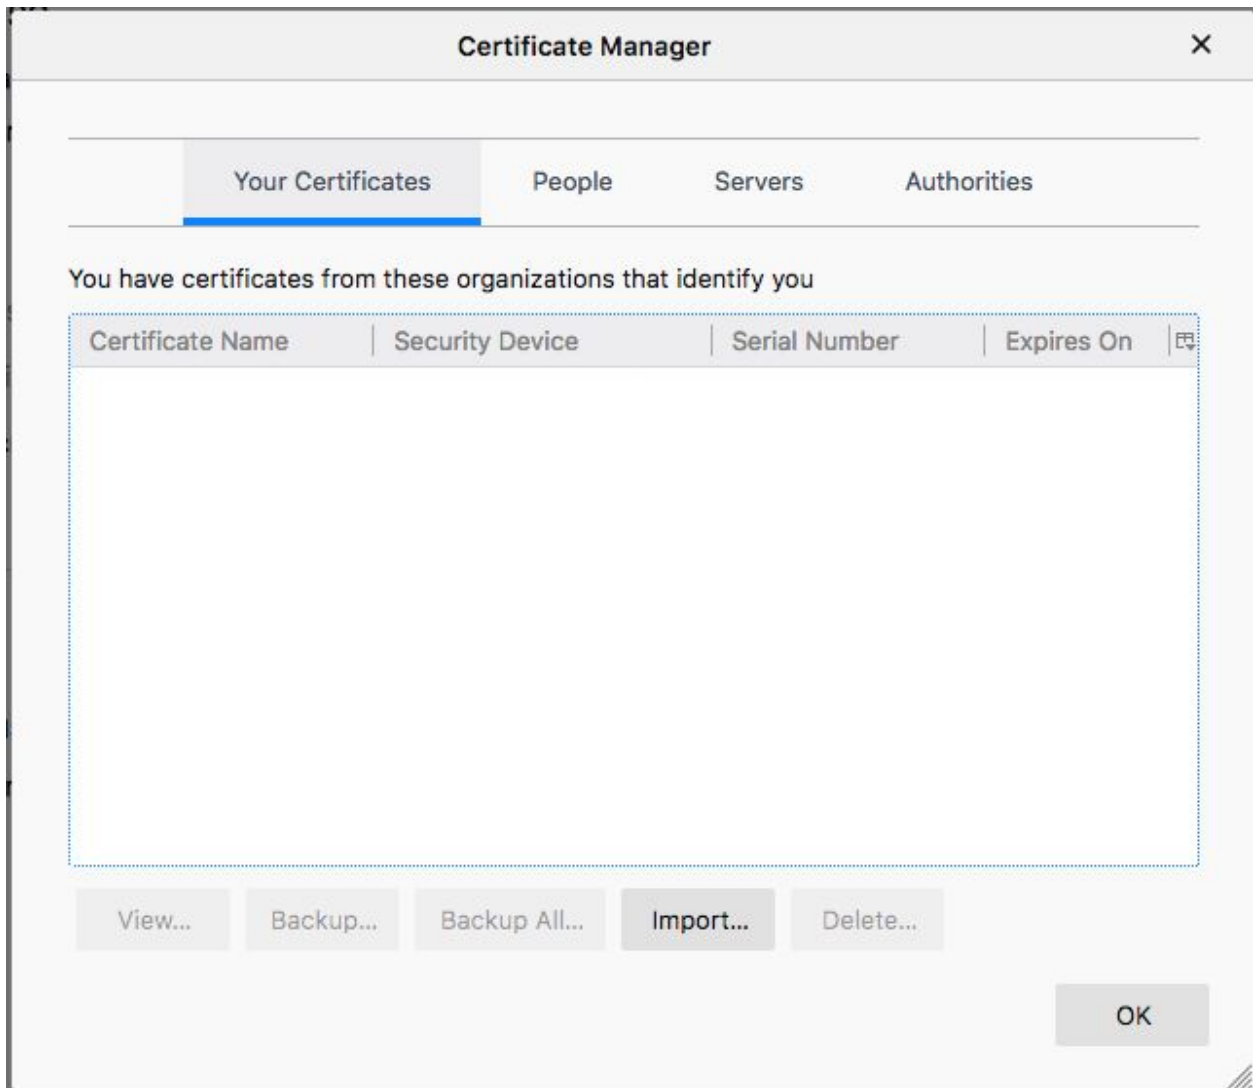 Certificate Manager
Your Certificates People Servers Authorities
You have certificates from these organizations that identify you
Certificate Name Security Device Serial Number Expires On
View... Backup... Backup All... Import... Delete...
OK